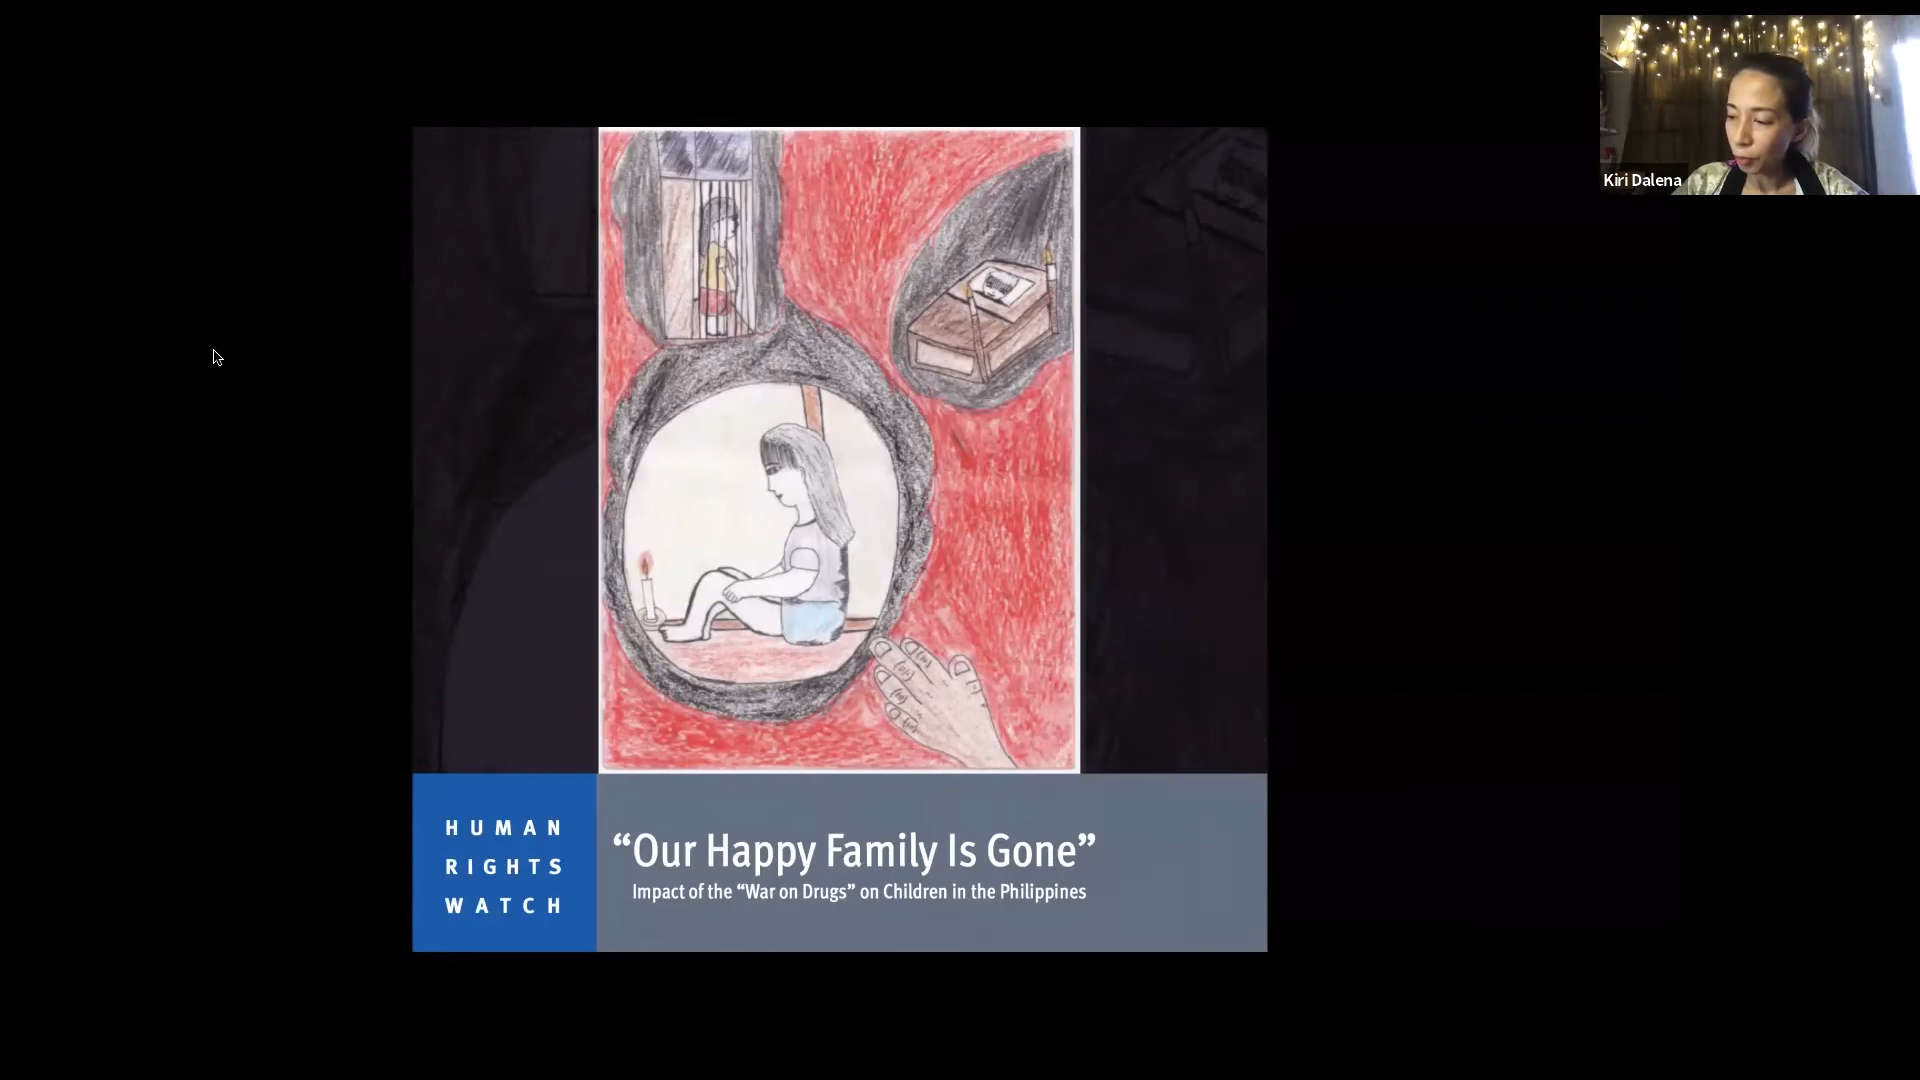 Kiri Dalena
HUMAN
RIGHTS
WATCH
“Our Happy Family Is Gone”
Impact of the “War on Drugs” on Children in the Philippines